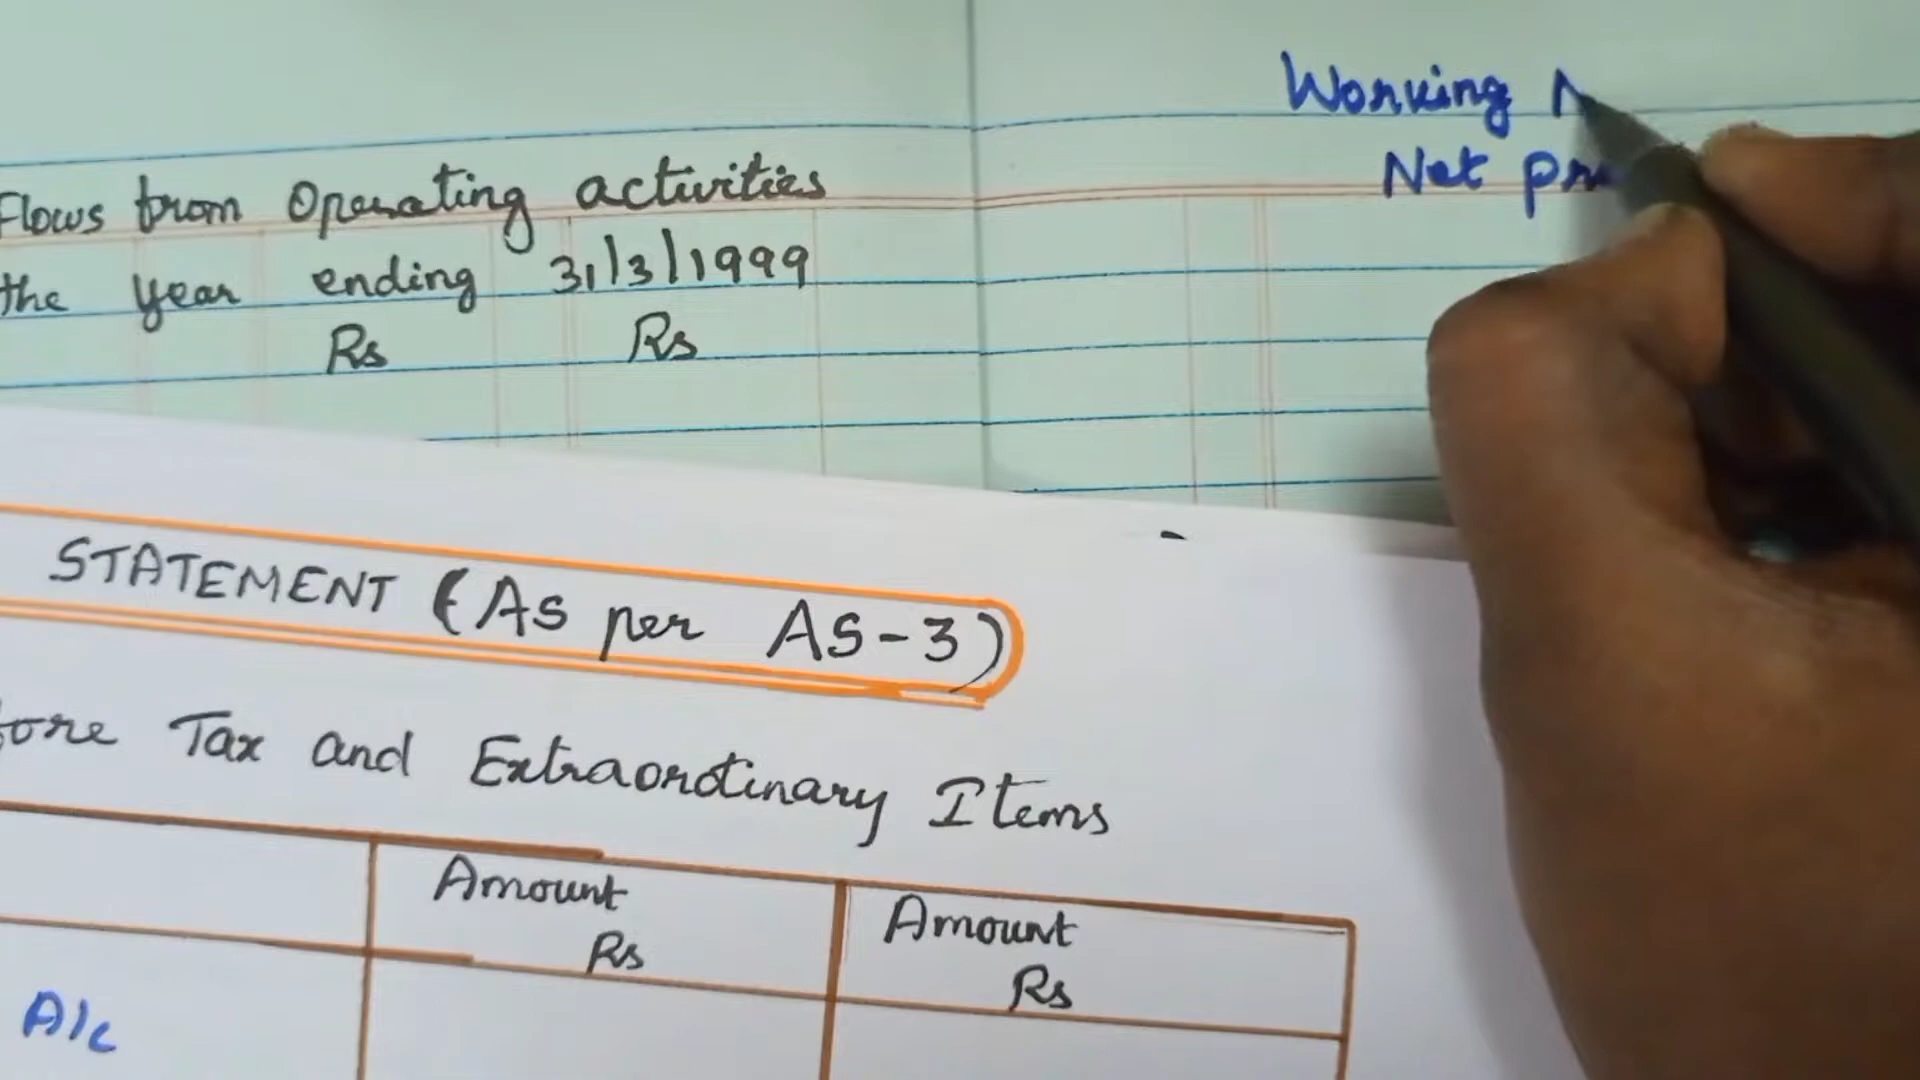 Working
Net
Flows from Operating activities
the year ending 31/3/1999
Rs Rs
STATEMENT (As per AS-3)
Tax and Extraordinary Items
Amount Amount
Rs Rs
A/c